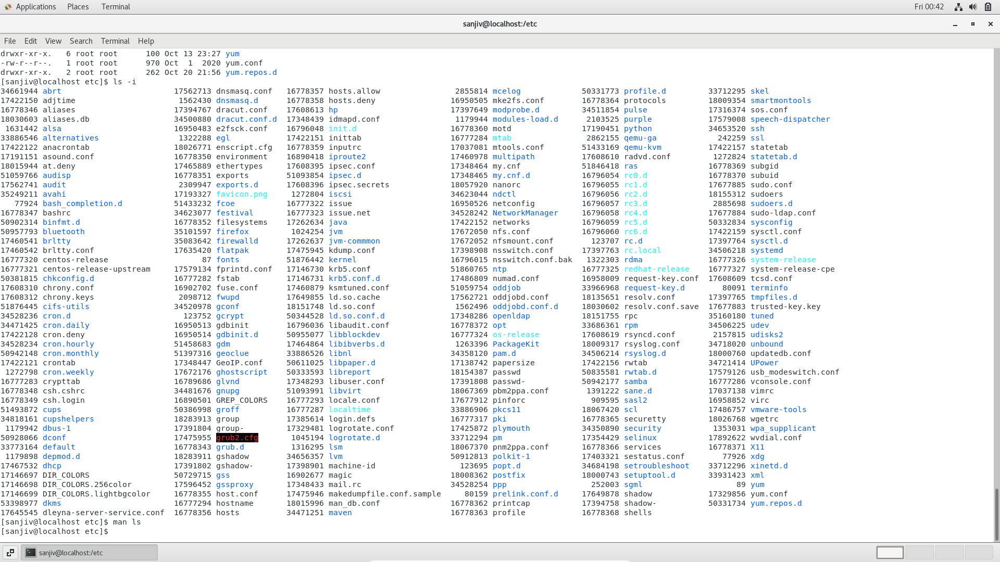 Applications Places Terminal Fri 00:42
sanjiv@localhost:/etc
File Edit View Search Terminal Help
drwxr-xr-x.   6 root root      100 Oct 13 23:27 yum
-rw-r--r--.   1 root root      970 Oct  1  2020 yum.conf
drwxr-xr-x.   2 root root      262 Oct 20 21:56 yum.repos.d
[sanjiv@localhost etc]$ ls -i
34661944 abrt 17562713 dnsmasq.conf 16778357 hosts.allow 2855814 mcelog 50331773 profile.d 33712295 skel
17422150 adjtime 1562430 dnsmasq.d 16778358 hosts.deny 16950505 mke2fs.conf 16778364 protocols 18009354 smartmontools
16778346 aliases 17394767 dracut.conf 17608613 hp 17397649 modprobe.d 34511854 pulse 17316374 sos.conf
18030603 aliases.db 34500880 dracut.conf.d 17348439 idmapd.conf 1179944 modules-load.d 2103525 purple 17579008 speech-dispatcher
1631442 alsa 16950483 e2fsck.conf 16796048 init.d 16778360 motd 17190451 python 34653520 ssh
33886546 alternatives 1322288 egl 17422151 inittab 16777284 mtab 2862155 qemu-ga 242259 ssl
17422122 anacrontab 18026771 enscript.cfg 16778359 inputrc 17037081 mtools.conf 51433169 qemu-kvm 17422157 statetab
17191151 asound.conf 16778350 environment 16890418 iproute2 17460978 multipath 17608610 radvd.conf 1272824 statetab.d
18015944 at.deny 17465889 ethertypes 17608395 ipsec.conf 17348464 my.cnf 51846418 ras 16778369 subgid
51059766 audisp 16778351 exports 51093854 ipsec.d 17348465 my.cnf.d 16796054 rc0.d 16778370 subuid
17562741 audit 2309947 exports.d 17608396 ipsec.secrets 18057920 nanorc 16796055 rc1.d 17677885 sudo.conf
35249211 avahi 17193327 favicon.png 1272804 iscsi 34623044 ndctl 16796056 rc2.d 18155312 sudoers
77924 bash_completion.d 51433232 fcoe 16777322 issue 16950526 netconfig 16796057 rc3.d 2885698 sudoers.d
16778347 bashrc 34623077 festival 16777323 issue.net 34528242 NetworkManager 16796058 rc4.d 17677884 sudo-ldap.conf
50902314 binfmt.d 16778352 filesystems 17262634 java 17422152 networks 16796059 rc5.d 50332834 sysconfig
50957793 bluetooth 35101597 firefox 1024254 jvm 17672050 nfs.conf 16796060 rc6.d 17422159 sysctl.conf
17460541 brltty 35083642 firewalld 17262637 jvm-commmon 17672052 nfsmount.conf 123707 rc.d 17397764 sysctl.d
17460542 brltty.conf 17635420 flatpak 17475945 kdump.conf 17398908 nsswitch.conf 17397763 rc.local 34506218 systemd
16777320 centos-release 87 fonts 51876442 kernel 16796015 nsswitch.conf.bak 1322303 rdma 16777326 system-release
16777321 centos-release-upstream 17579134 fprintd.conf 17146730 krb5.conf 51860765 ntp 16777325 redhat-release 16777327 system-release-cpe
50381815 chkconfig.d 16777282 fstab 17146731 krb5.conf.d 17486809 numad.conf 16958009 request-key.conf 17608609 tcsd.conf
17608310 chrony.conf 16902702 fuse.conf 17460879 ksmtuned.conf 51059754 oddjob 33966968 request-key.d 80091 terminfo
17608312 chrony.keys 2098712 fwupd 17649855 ld.so.cache 17562721 oddjobd.conf 18135651 resolv.conf 17397765 tmpfiles.d
51876445 cifs-utils 34520978 gconf 18151748 ld.so.conf 1562496 oddjobd.conf.d 18030602 resolv.conf.save 17677883 trusted-key.key
34528236 cron.d 123752 gcrypt 50344528 ld.so.conf.d 17348286 openldap 18151755 rpc 35160180 tuned
34471425 cron.daily 16950513 gdbinit 16796036 libaudit.conf 16778372 opt 33686361 rpm 34506225 udev
17422128 cron.deny 16950514 gdbinit.d 50955077 libblockdev 16777324 os-release 17608619 rsyncd.conf 2157815 udisks2
34528234 cron.hourly 51458683 gdm 17464864 libibverbs.d 1263396 PackageKit 18009317 rsyslog.conf 34718020 unbound
50942148 cron.monthly 51397316 geoclue 33886526 libnl 34358120 pam.d 34506214 rsyslog.d 18000760 updatedb.conf
17422121 crontab 17348447 GeoIP.conf 50611025 libpaper.d 17138742 papersize 17422156 rwtab 34721414 UPower
1272798 cron.weekly 17672176 ghostscript 50333593 libreport 18154387 passwd 50835581 rwtab.d 17579126 usb_modeswitch.conf
16777283 crypttab 16789686 glvnd 17348293 libuser.conf 17391808 passwd- 50942177 samba 16777286 vconsole.conf
16778348 csh.cshrc 34481676 gnupg 51093991 libvirt 18067369 pbm2ppa.conf 1391222 sane.d 17037138 vimrc
16778349 csh.login 16890501 GREP_COLORS 16777293 locale.conf 17677912 pinforc 909595 sasl2 16958852 virc
51493872 cups 50386998 groff 16777287 localtime 33886906 pkcs11 18067420 scl 17486757 vmware-tools
34818161 cupshelpers 18283913 group 17385614 login.defs 16777317 pki 16778365 securetty 18026768 wgetrc
1179942 dbus-1 17391804 group- 17329481 logrotate.conf 17425872 plymouth 34350890 security 1353031 wpa_supplicant
50928066 dconf 17475955 grub2.cfg 1045194 logrotate.d 33712294 pm 17354429 selinux 17892622 wvdial.conf
33773164 default 16778343 grub.d 1316295 lsm 18067370 pnm2ppa.conf 16778366 services 16778371 X11
1179898 depmod.d 18283911 gshadow 34656357 lvm 50912813 polkit-1 17403321 sestatus.conf 77926 xdg
17467532 dhcp 17391802 gshadow- 17398901 machine-id 123695 popt.d 34684198 setroubleshoot 33712296 xinetd.d
17146697 DIR_COLORS 50729715 gss 16902677 magic 18008362 postfix 18000743 setuptool.d 33931423 xml
17146698 DIR_COLORS.256color 17596452 gssproxy 17348433 mail.rc 34528254 ppp 252003 sgml 89 yum
17146699 DIR_COLORS.lightbgcolor 16778355 host.conf 17475946 makedumpfile.conf.sample 80159 prelink.conf.d 17649878 shadow 17329856 yum.conf
53398977 dkms 16777294 hostname 18015996 man_db.conf 16778362 printcap 17394758 shadow- 50331734 yum.repos.d
17645545 dleyna-server-service.conf 16778356 hosts 34471251 maven 16778363 profile 16778368 shells
[sanjiv@localhost etc]$ man ls
[sanjiv@localhost etc]$
sanjiv@localhost:/etc